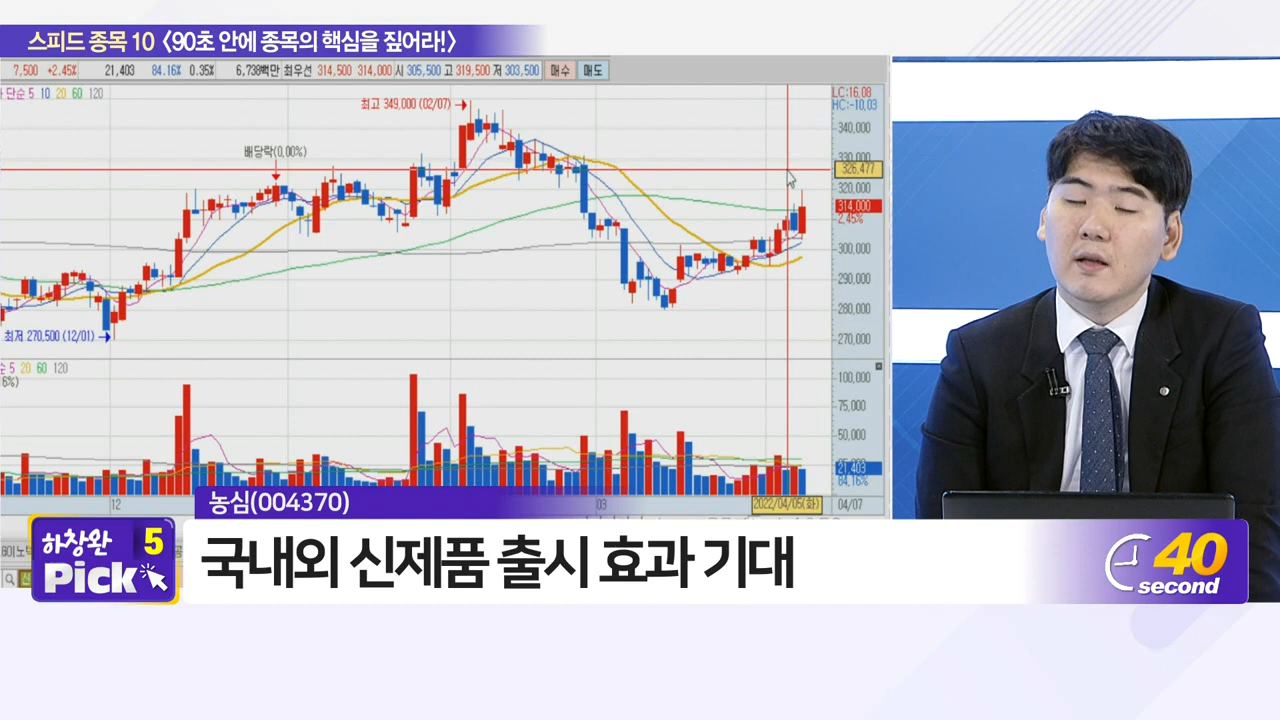 스피드 종목 10 <90초 안에 종목의 핵심을 짚어라!>
7,500 +2.45% 21,403 84.16% 0.35% 6,738백만 최우선 314,500 314,000 시 305,500 고 319,500 저 303,500 매수 매도
단순 5 10 20 60 120
LC:16.08
HC:-10.03
최고 349,000 (02/07)
340,000
배당락(0.00%)
330,000
326,477
320,000
314,000
2.45%
300,000
290,000
280,000
최저 270,500 (12/01)
270,000
순 5 20 60 120
6%)
100,000
75,000
50,000
21,403
84.16%
12
03
2022/04/05(화)
04/07
농심(004370)
하창완 5
Pick
국내외 신제품 출시 효과 기대
40
second